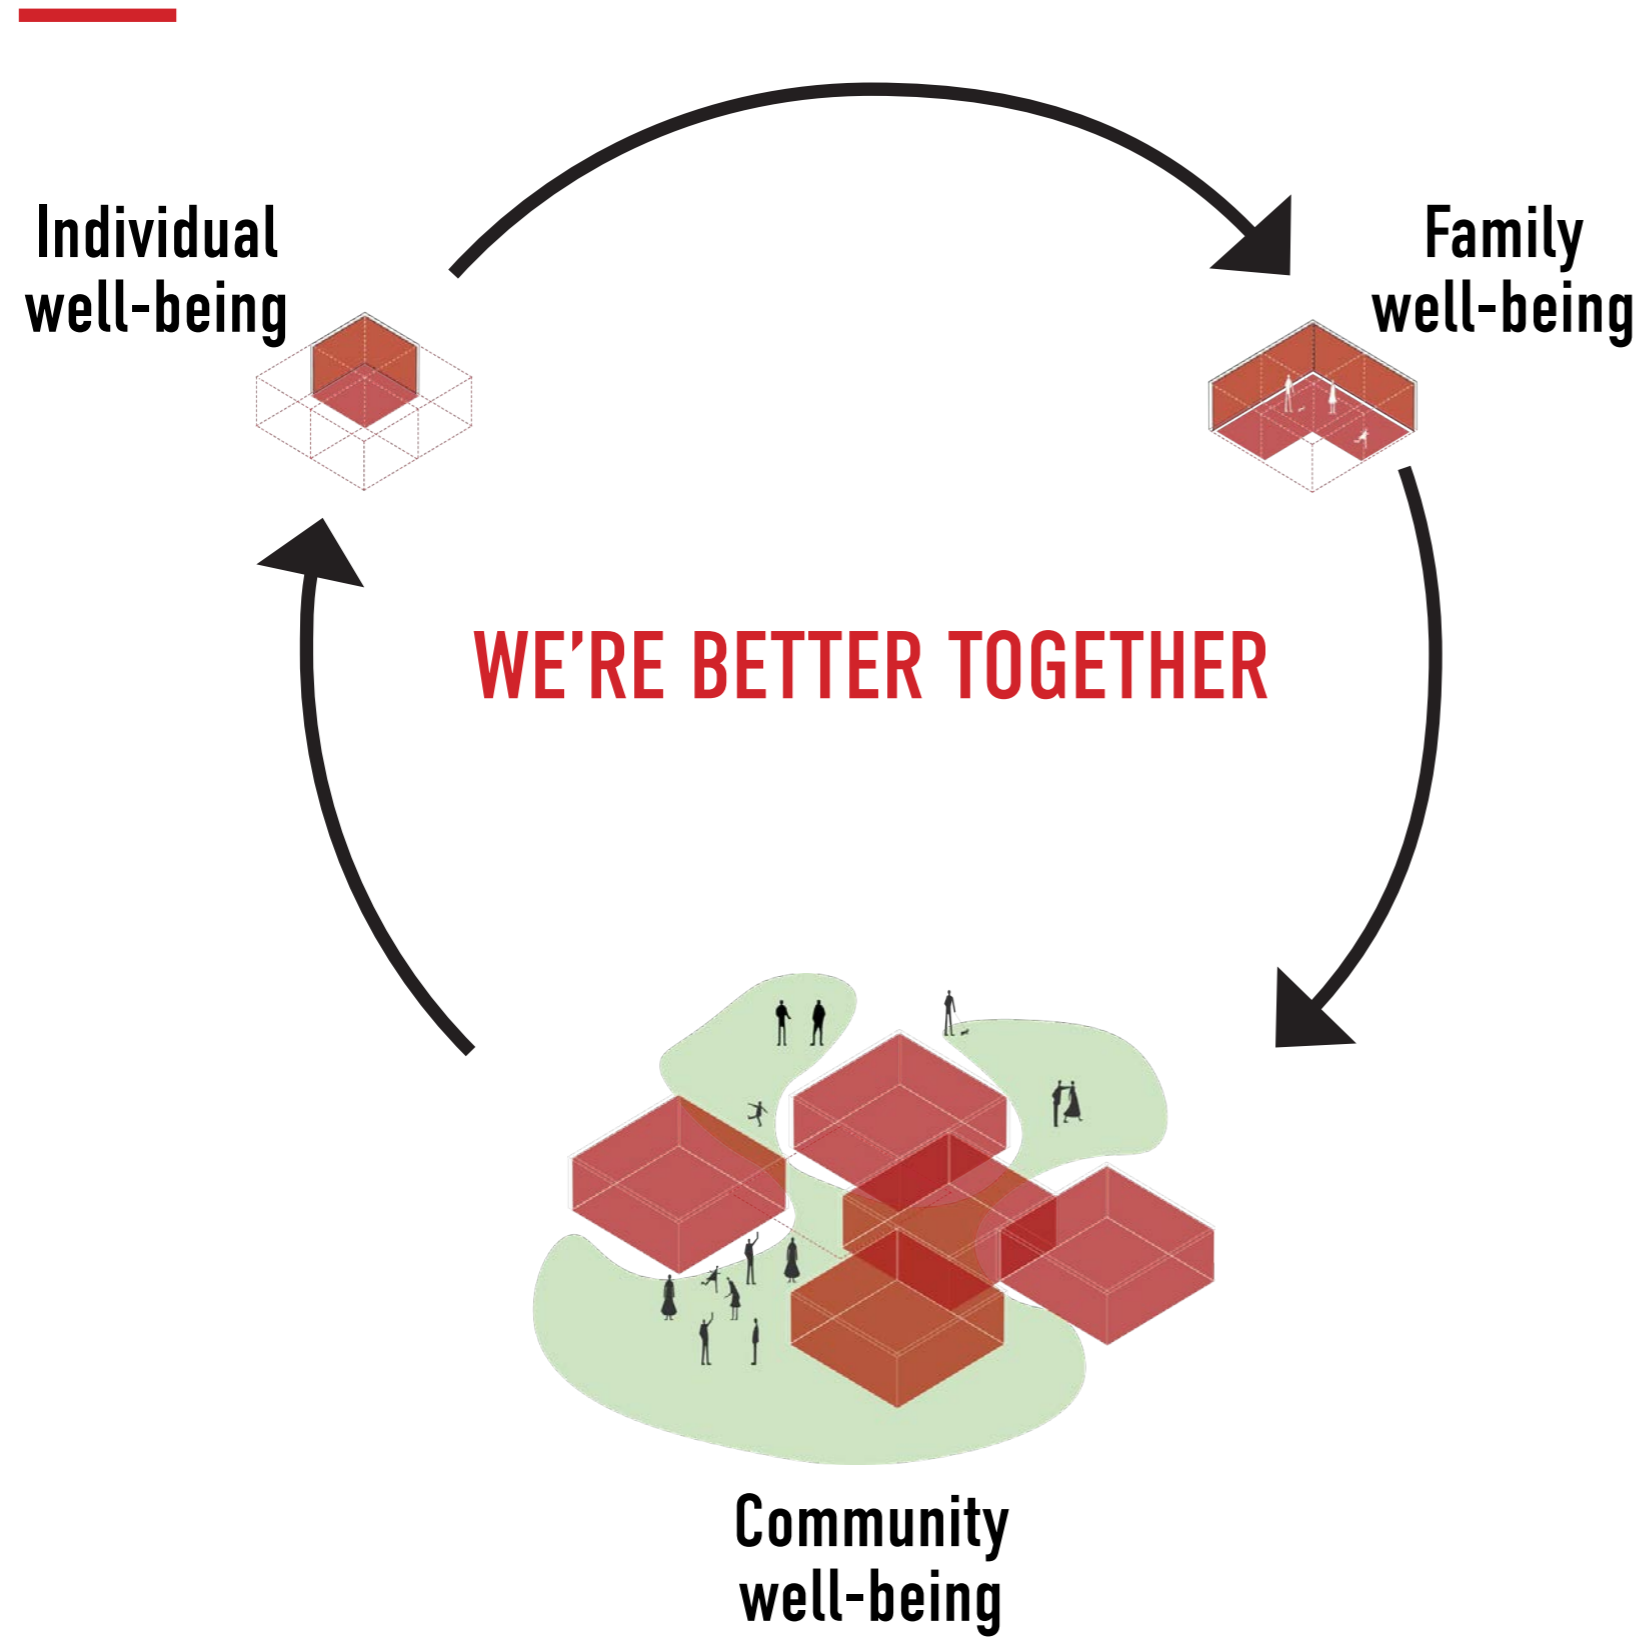 Individual
well-being
Family
well-being
WE’RE BETTER TOGETHER
Community
well-being